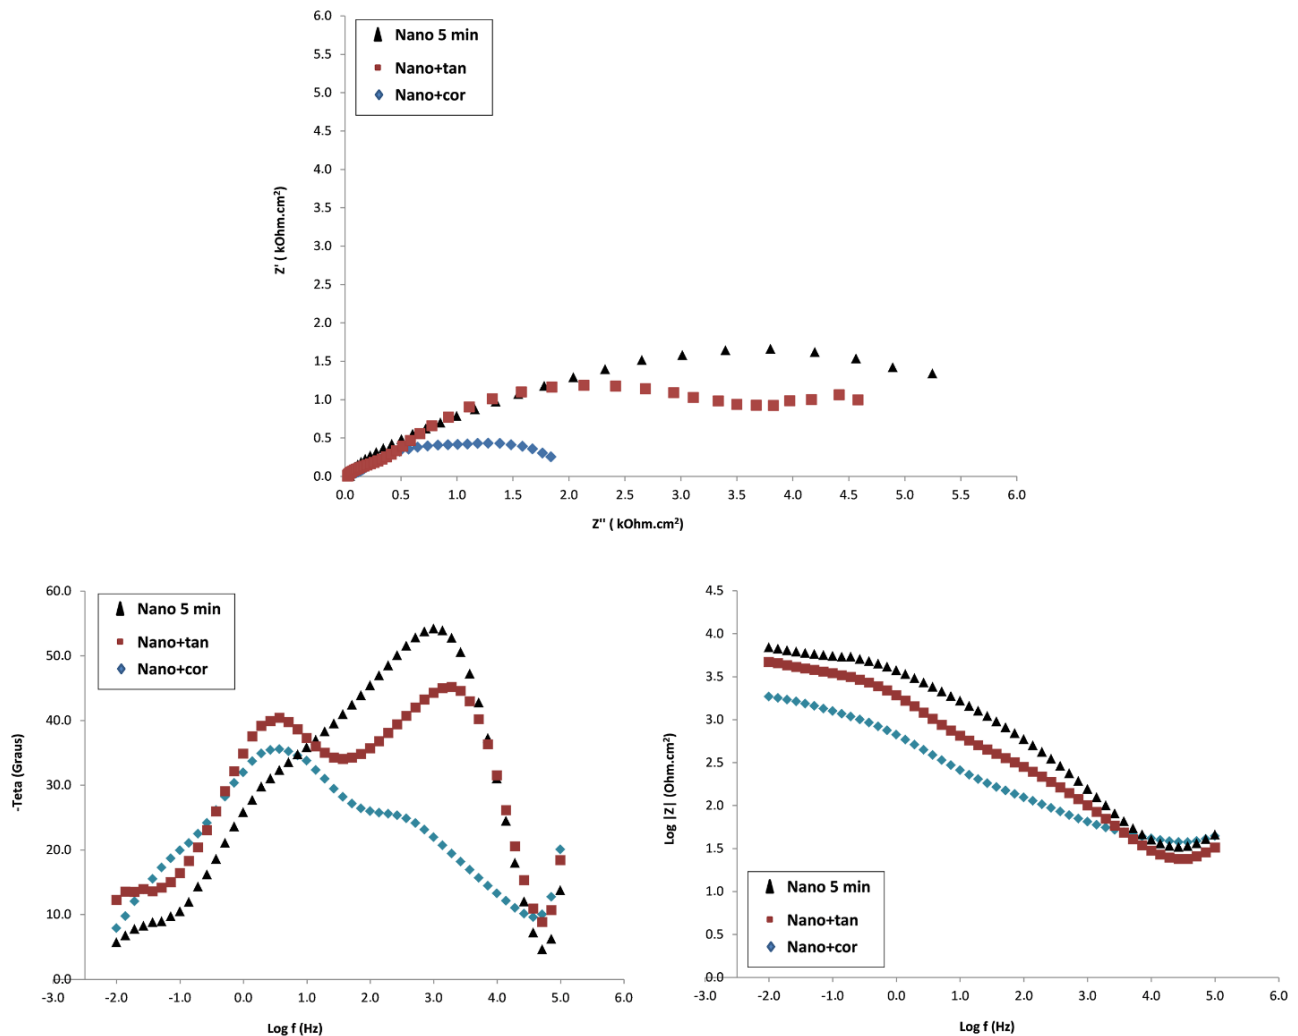 6.0
5.5
5.0
4.5
4.0
3.5
3.0
2.5
2.0
1.5
1.0
0.5
0.0
Z' ( kOhm.cm²)
Nano 5 min
Nano+tan
Nano+cor
0.0 0.5 1.0 1.5 2.0 2.5 3.0 3.5 4.0 4.5 5.0 5.5 6.0
Z'' ( kOhm.cm²)
60.0
50.0
40.0
30.0
20.0
10.0
0.0
-Teta (Graus)
Nano 5 min
Nano+tan
Nano+cor
-3.0 -2.0 -1.0 0.0 1.0 2.0 3.0 4.0 5.0 6.0
Log f (Hz)
4.5
4.0
3.5
3.0
2.5
2.0
1.5
1.0
0.5
0.0
Log |Z| (Ohm.cm²)
Nano 5 min
Nano+tan
Nano+cor
-3.0 -2.0 -1.0 0.0 1.0 2.0 3.0 4.0 5.0 6.0
Log f (Hz)